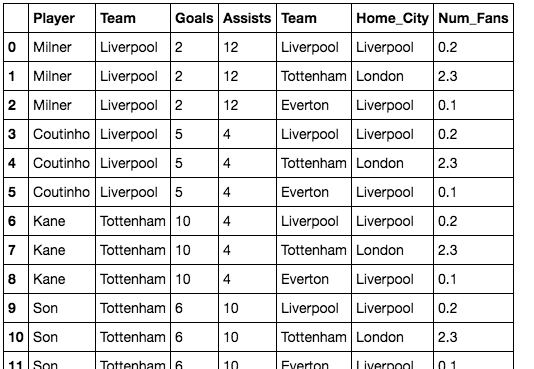 Player Team Goals Assists Team Home_City Num_Fans
0 Milner Liverpool 2 12 Liverpool Liverpool 0.2
1 Milner Liverpool 2 12 Tottenham London 2.3
2 Milner Liverpool 2 12 Everton Liverpool 0.1
3 Coutinho Liverpool 5 4 Liverpool Liverpool 0.2
4 Coutinho Liverpool 5 4 Tottenham London 2.3
5 Coutinho Liverpool 5 4 Everton Liverpool 0.1
6 Kane Tottenham 10 4 Liverpool Liverpool 0.2
7 Kane Tottenham 10 4 Tottenham London 2.3
8 Kane Tottenham 10 4 Everton Liverpool 0.1
9 Son Tottenham 6 10 Liverpool Liverpool 0.2
10 Son Tottenham 6 10 Tottenham London 2.3
11 Son Tottenham 6 10 Everton Liverpool 0.1